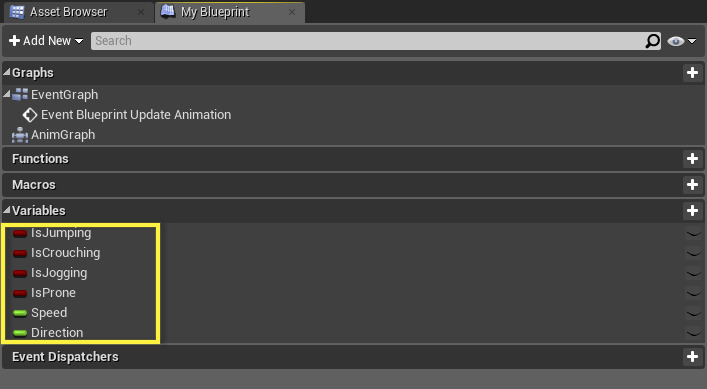 Asset Browser
My Blueprint
Add New
Search
Graphs
EventGraph
Event Blueprint Update Animation
AnimGraph
Functions
Macros
Variables
IsJumping
IsCrouching
IsJogging
IsProne
Speed
Direction
Event Dispatchers